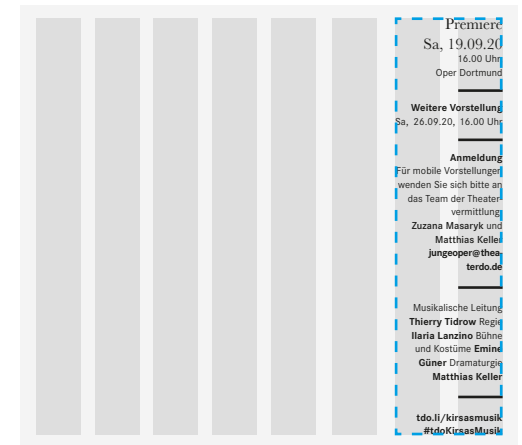 Premiere
Sa, 19.09.20
16.00 Uhr
Oper Dortmund
Weitere Vorstellung
Sa, 26.09.20, 16.00 Uhr
Anmeldung
Für mobile Vorstellungen
wenden Sie sich bitte an
das Team der Theater-
vermittlung:
Zuzana Masaryk und
Matthias Keller
jungeoper@thea-
terdo.de
Musikalische Leitung
Thierry Tidrow Regie
Ilaria Lanzino Bühne
und Kostüme Emine
Güner Dramaturgie
Matthias Keller
tdo.li/kirsasmusik
#tdoKirsasMusik